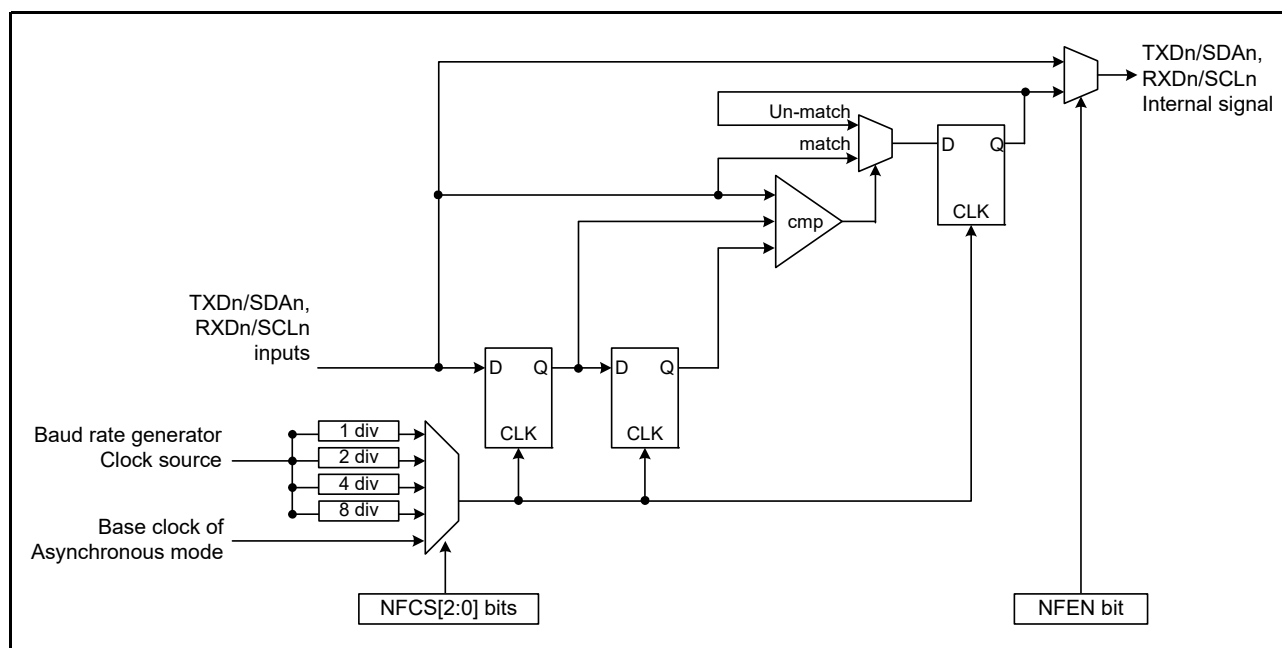 TXDn/SDAn,
RXDn/SCLn
Internal signal
Un-match
match
D
Q
CLK
cmp
TXDn/SDAn,
RXDn/SCLn
inputs
D
Q
CLK
D
Q
CLK
Baud rate generator
Clock source
1 div
2 div
4 div
8 div
Base clock of
Asynchronous mode
NFCS[2:0] bits
NFEN bit